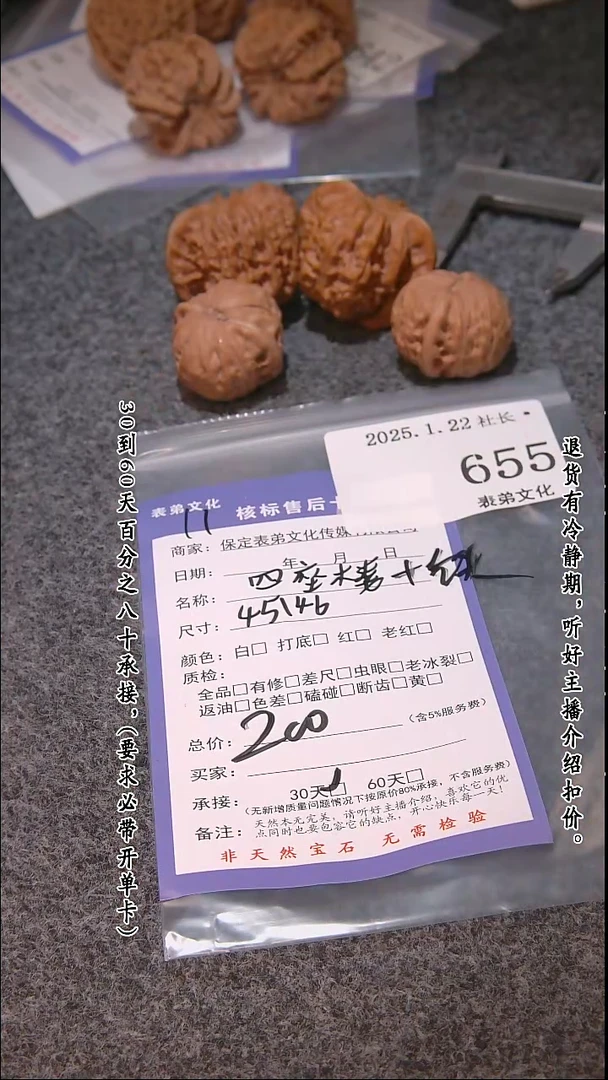 2025.1.22 社长
655
表弟文化
表弟文化 核标售后卡
商家：保定表弟文化传媒有限公司
日期： 年 月 日
名称：四座楼十红
尺寸：45\46
颜色：白□ 打底□ 红□ 老红□
质检：
全品□有修□差尺□虫眼□老冰裂□
返油□色差□磕碰□断齿□黄□
总价：200（含5%服务费）
买家：
承接： 30天□ 60天□
（无新增质量问题情况下按原价80%承接，不含服务费）
备注：天然本无完美，请听好主播介绍，喜欢它的优
点同时也要包容它的缺点，开心快乐每一天！
非天然宝石 无需检验
30到60天百分之八十承接，（要求必带开单卡）
退货有冷静期，听好主播介绍扣价。